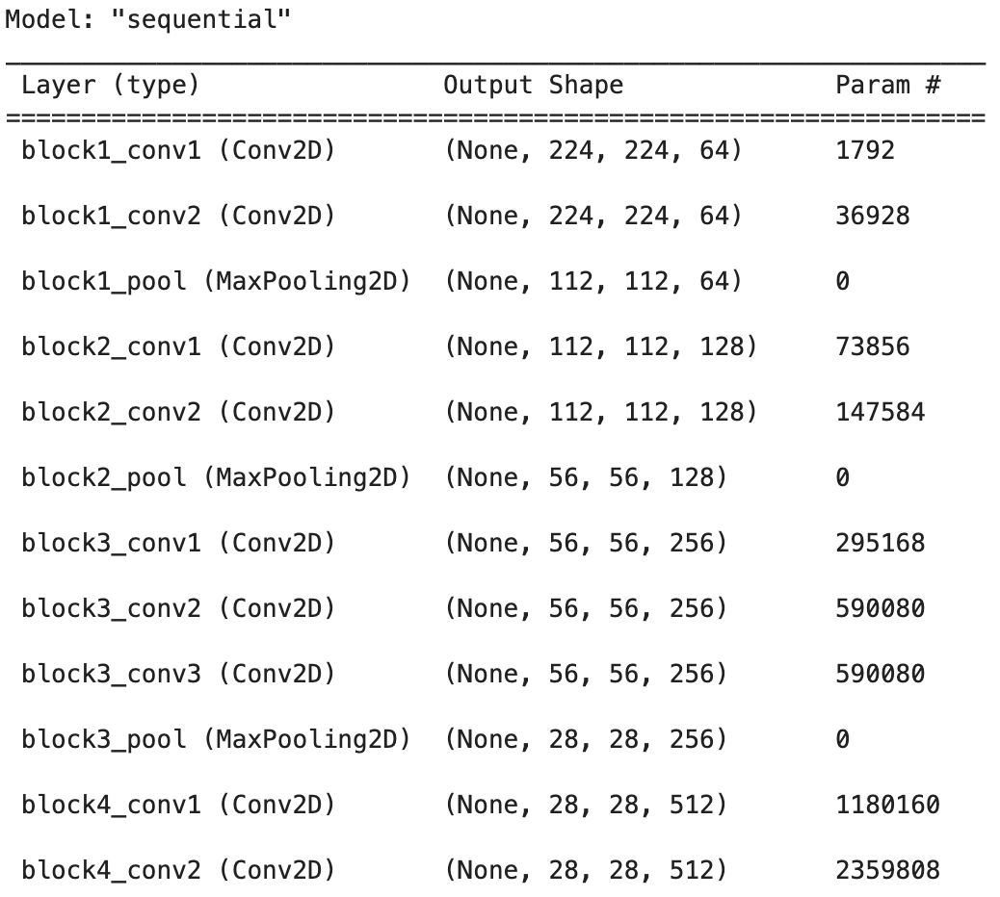 Model: "sequential"
_________________________________________________________________
Layer (type)                Output Shape              Param #
=================================================================
block1_conv1 (Conv2D)       (None, 224, 224, 64)      1792
block1_conv2 (Conv2D)       (None, 224, 224, 64)      36928
block1_pool (MaxPooling2D)  (None, 112, 112, 64)      0
block2_conv1 (Conv2D)       (None, 112, 112, 128)     73856
block2_conv2 (Conv2D)       (None, 112, 112, 128)     147584
block2_pool (MaxPooling2D)  (None, 56, 56, 128)       0
block3_conv1 (Conv2D)       (None, 56, 56, 256)       295168
block3_conv2 (Conv2D)       (None, 56, 56, 256)       590080
block3_conv3 (Conv2D)       (None, 56, 56, 256)       590080
block3_pool (MaxPooling2D)  (None, 28, 28, 256)       0
block4_conv1 (Conv2D)       (None, 28, 28, 512)       1180160
block4_conv2 (Conv2D)       (None, 28, 28, 512)       2359808